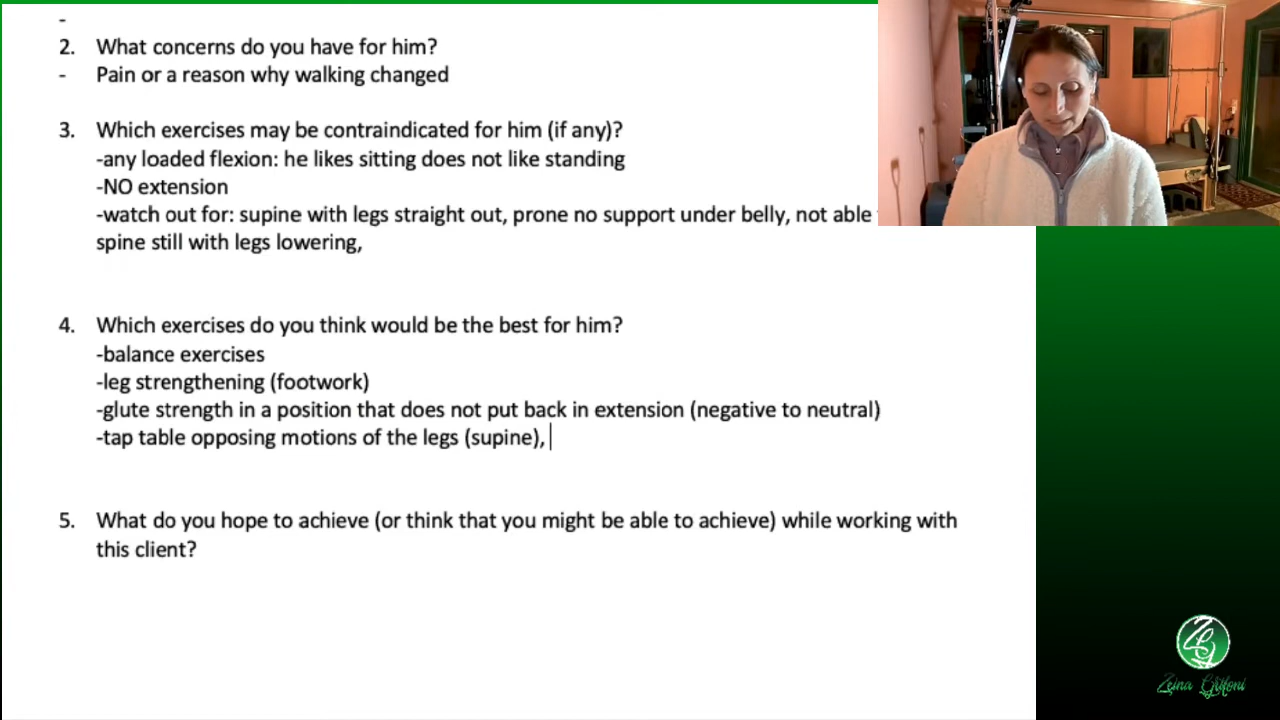 -
2. What concerns do you have for him?
- Pain or a reason why walking changed
3. Which exercises may be contraindicated for him (if any)?
-any loaded flexion: he likes sitting does not like standing
-NO extension
-watch out for: supine with legs straight out, prone no support under belly, not able
spine still with legs lowering,
4. Which exercises do you think would be the best for him?
-balance exercises
-leg strengthening (footwork)
-glute strength in a position that does not put back in extension (negative to neutral)
-tap table opposing motions of the legs (supine),
5. What do you hope to achieve (or think that you might be able to achieve) while working with
this client?
ZG
Zeina Grifoni